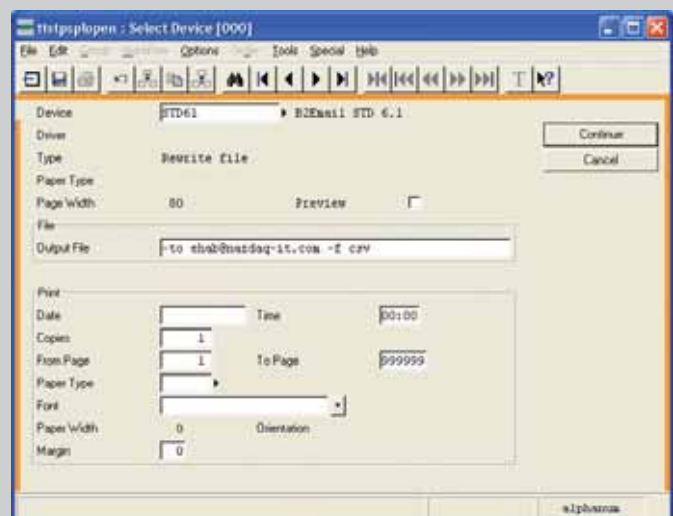 ttstpsplopen : Select Device [000]
File Edit Options Tools Special Help
T
Device STD61 B2Email STD 6.1
Driver
Continue
Type Rewrite file
Cancel
Paper Type
Page Width 80 Preview
File
Output File -to ehab@nazdaq-it.com -f csv
Print
Date Time 00:00
Copies 1
From Page 1 To Page 999999
Paper Type
Font
Paper Width 0 Orientation
Margin 0
alphanum